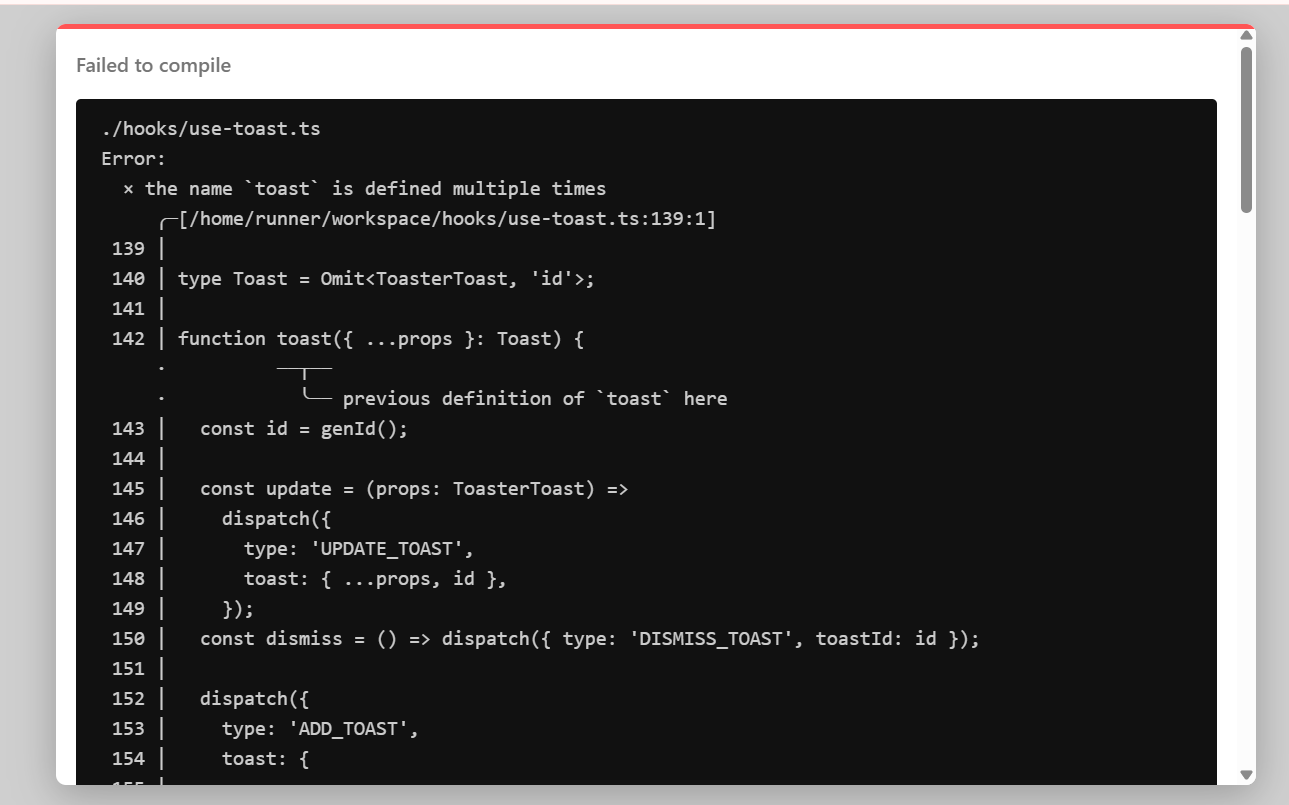 Failed to compile
./hooks/use-toast.ts
Error:
× the name `toast` is defined multiple times
╭─[/home/runner/workspace/hooks/use-toast.ts:139:1]
139 │
140 │ type Toast = Omit<ToasterToast, 'id'>;
141 │
142 │ function toast({ ...props }: Toast) {
· ──┬──
· ╰── previous definition of `toast` here
143 │ const id = genId();
144 │
145 │ const update = (props: ToasterToast) =>
146 │ dispatch({
147 │ type: 'UPDATE_TOAST',
148 │ toast: { ...props, id },
149 │ });
150 │ const dismiss = () => dispatch({ type: 'DISMISS_TOAST', toastId: id });
151 │
152 │ dispatch({
153 │ type: 'ADD_TOAST',
154 │ toast: {